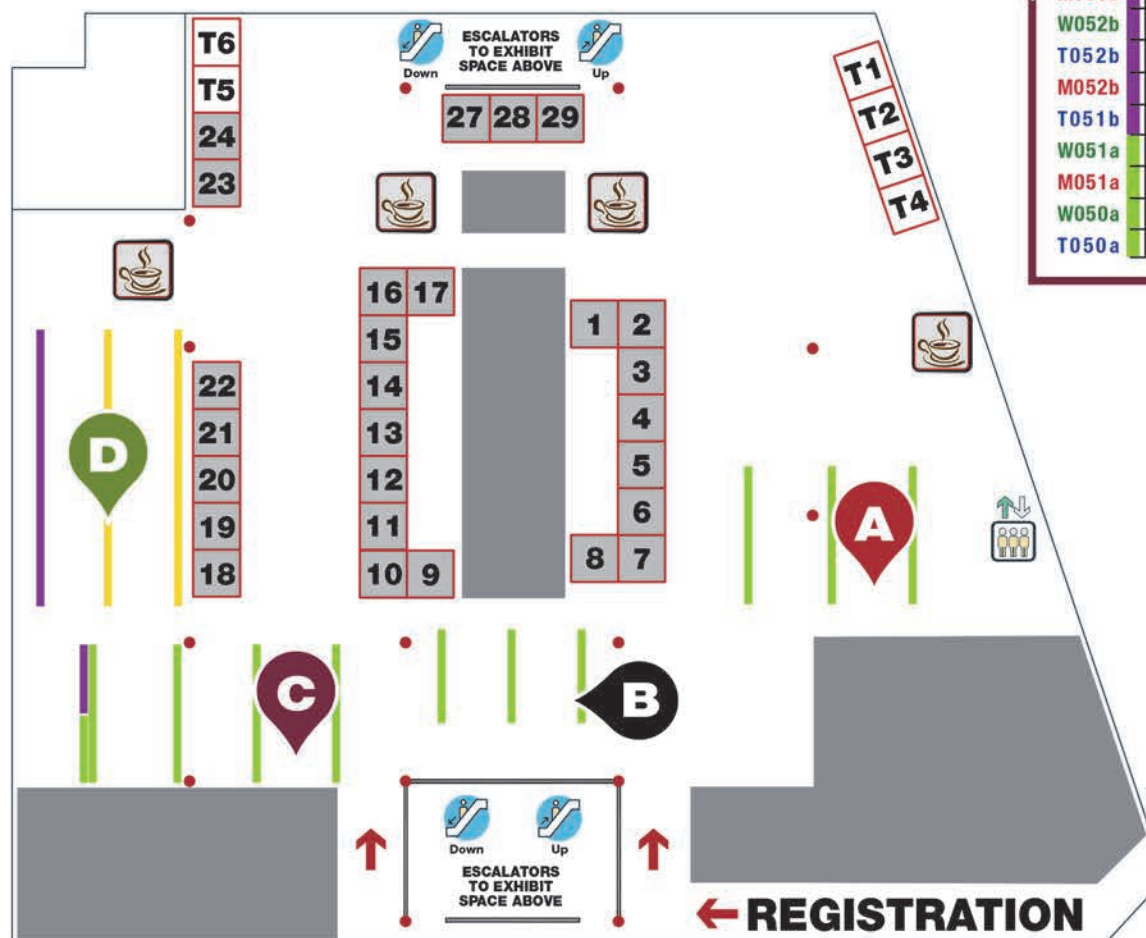 W052b
T052b
M052b
T051b
W051a
M051a
W050a
T050a
T6
T5
24
23
Down
ESCALATORS
TO EXHIBIT
SPACE ABOVE
Up
27 28 29
T1
T2
T3
T4
16 17
15
14
13
12
11
10 9
1 2
3
4
5
6
8 7
22
21
20
19
18
D
A
C
B
Down
Up
ESCALATORS
TO EXHIBIT
SPACE ABOVE
REGISTRATION